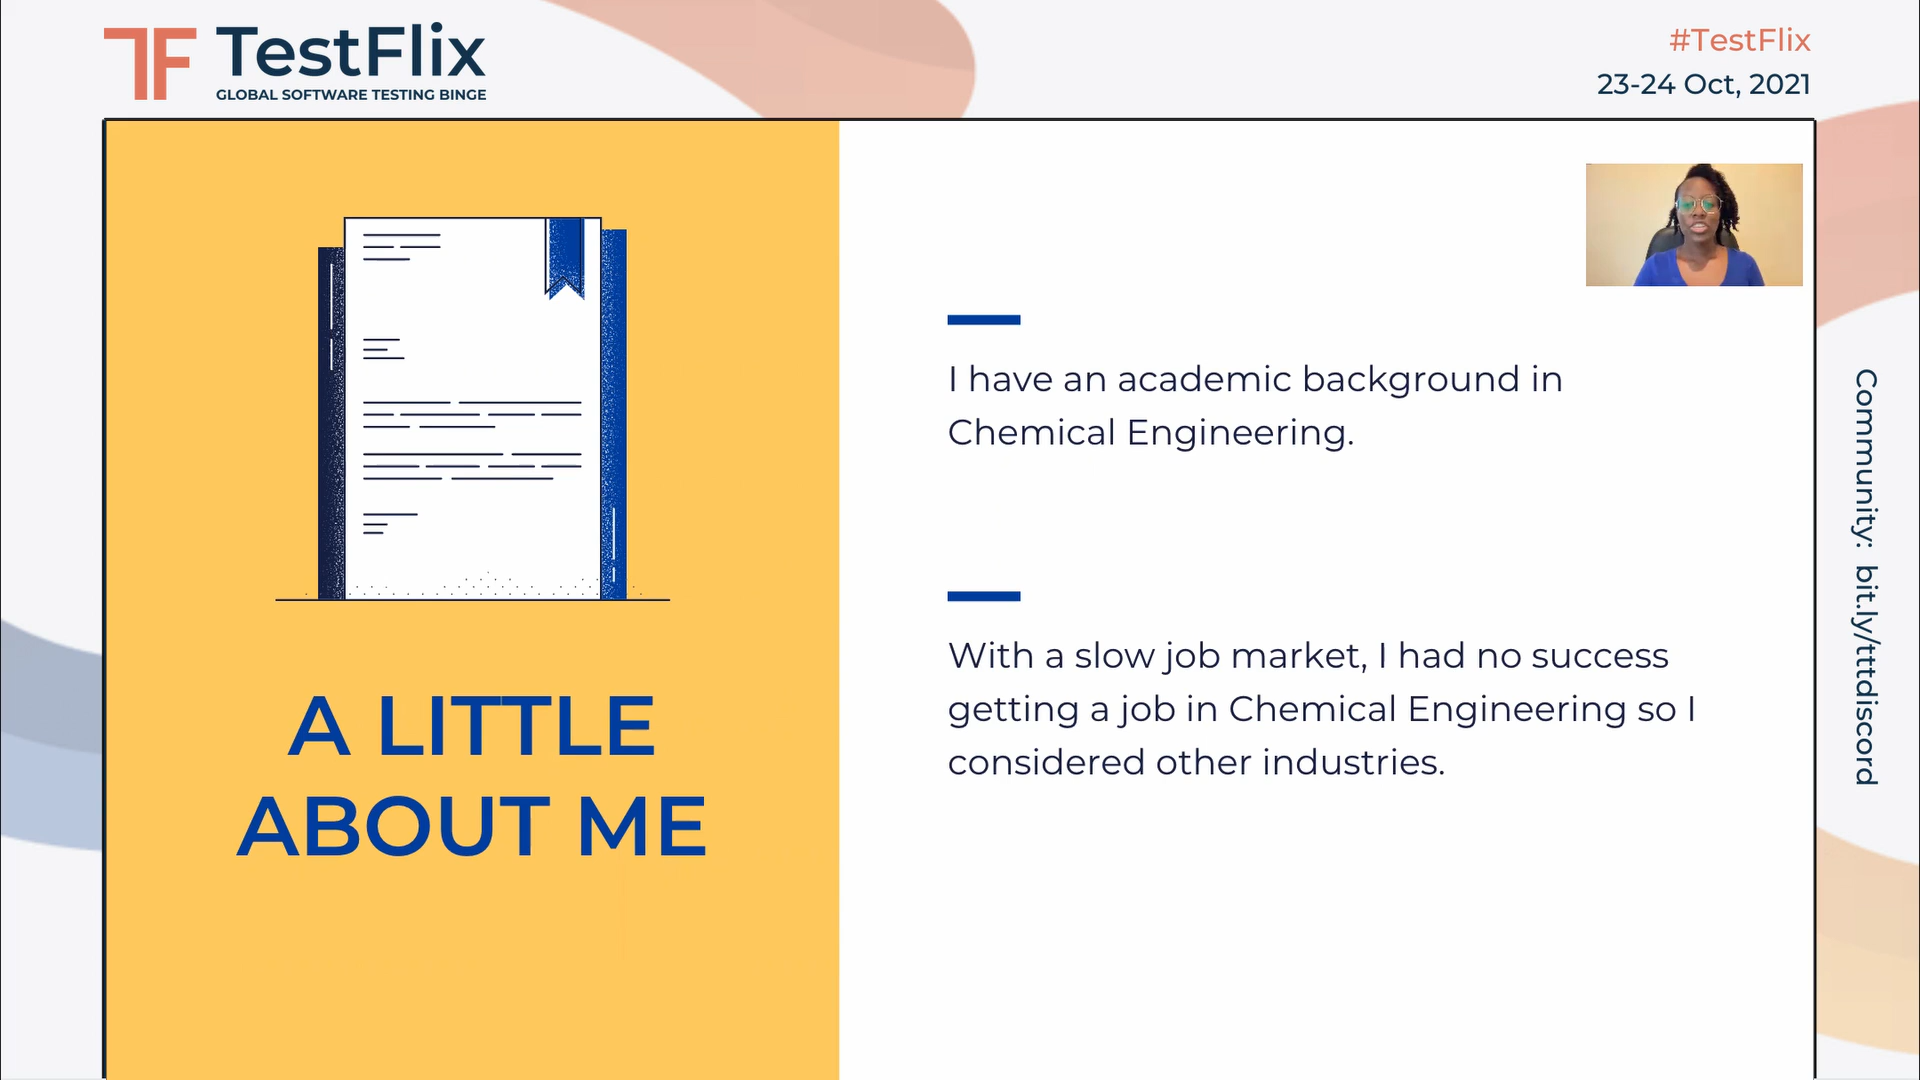 TF TestFlix
GLOBAL SOFTWARE TESTING BINGE
#TestFlix
23-24 Oct, 2021
A LITTLE
ABOUT ME
I have an academic background in
Chemical Engineering.
With a slow job market, I had no success
getting a job in Chemical Engineering so I
considered other industries.
Community: bit.ly/tttdiscord